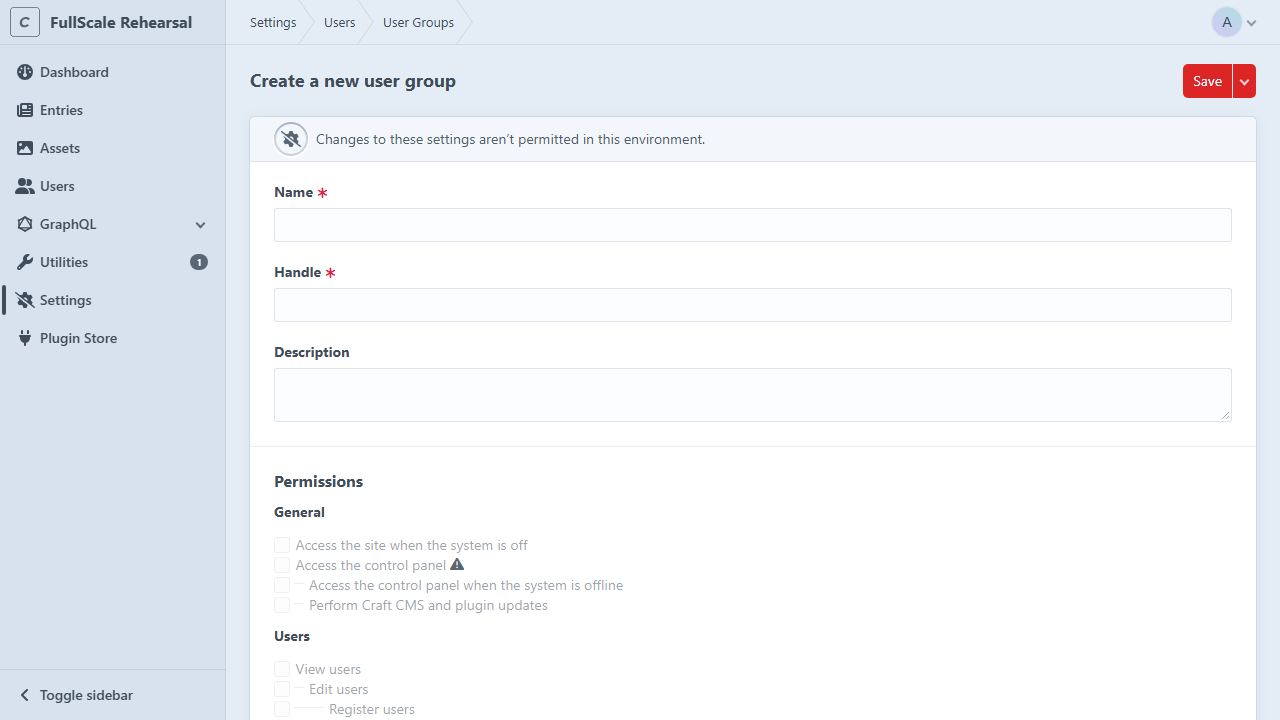 C FullScale Rehearsal
Settings Users User Groups
A
Dashboard
Entries
Assets
Users
GraphQL
Utilities 1
Settings
Plugin Store
Toggle sidebar
Create a new user group
Save
Changes to these settings aren’t permitted in this environment.
Name *
Handle *
Description
Permissions
General
Access the site when the system is off
Access the control panel
Access the control panel when the system is offline
Perform Craft CMS and plugin updates
Users
View users
Edit users
Register users